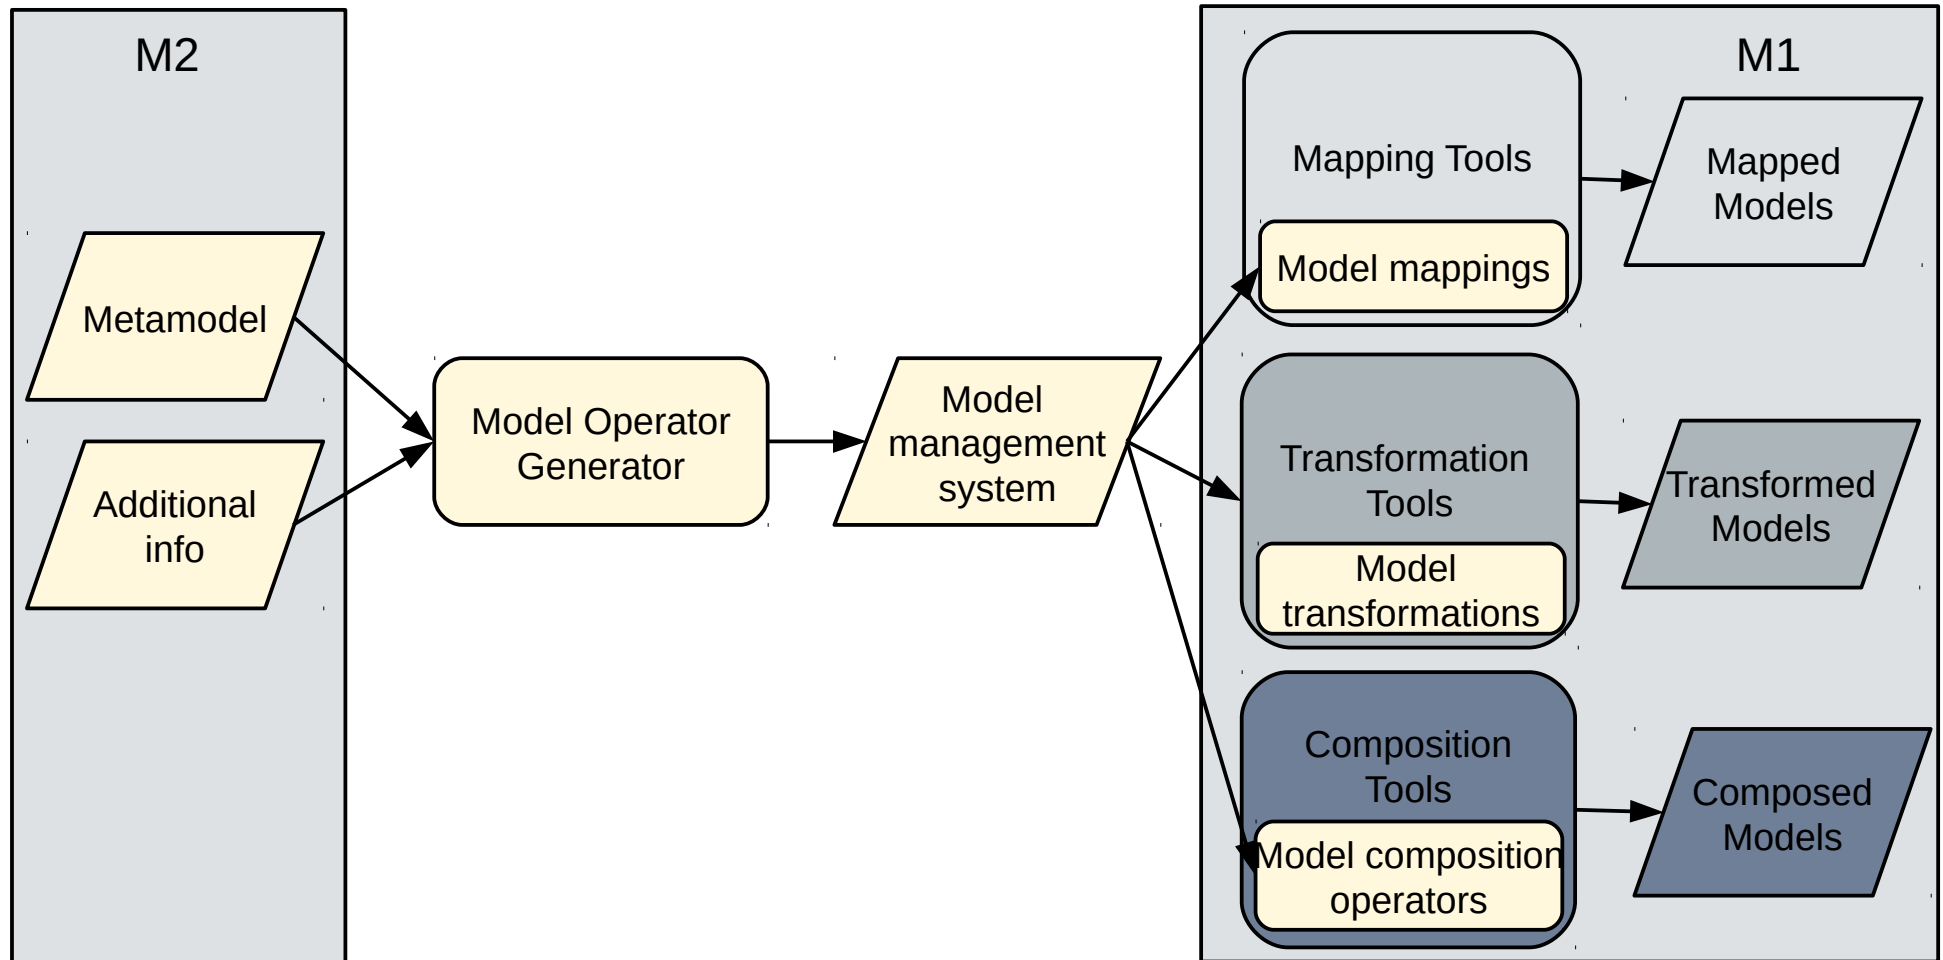 M2
Metamodel
Additional
info
Model Operator
Generator
Model
management
system
M1
Mapping Tools
Model mappings
Mapped
Models
Transformation
Tools
Model
transformations
Transformed
Models
Composition
Tools
Model composition
operators
Composed
Models